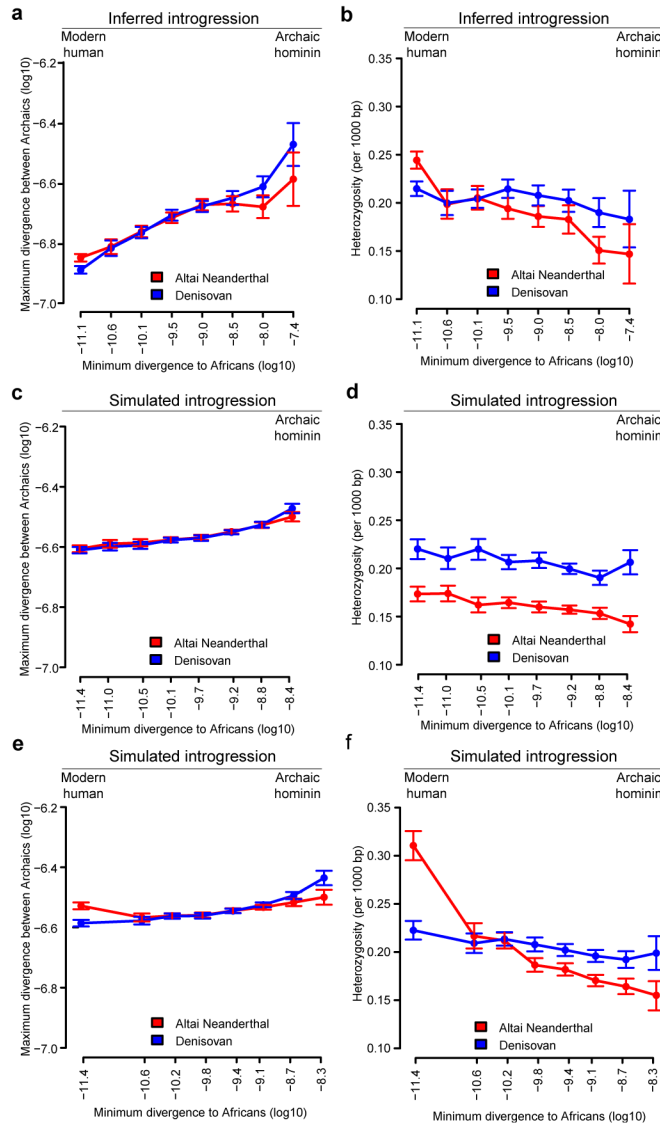 a
Inferred introgression
Modern
human
Archaic
hominin
Maximum divergence between Archaics (log10)
−6.2
−6.4
−6.6
−6.8
−7.0
Altai Neanderthal
Denisovan
−11.1
−10.6
−10.1
−9.5
−9.0
−8.5
−8.0
−7.4
Minimum divergence to Africans (log10)
b
Inferred introgression
Modern
human
Archaic
hominin
Heterozygosity (per 1000 bp)
0.35
0.30
0.25
0.20
0.15
0.10
Altai Neanderthal
Denisovan
−11.1
−10.6
−10.1
−9.5
−9.0
−8.5
−8.0
−7.4
Minimum divergence to Africans (log10)
c
Simulated introgression
Archaic
hominin
Maximum divergence between Archaics (log10)
−6.2
−6.4
−6.6
−6.8
−7.0
Altai Neanderthal
Denisovan
−11.4
−11.0
−10.5
−10.1
−9.7
−9.2
−8.8
−8.4
Minimum divergence to Africans (log10)
d
Simulated introgression
Archaic
hominin
Heterozygosity (per 1000 bp)
0.35
0.30
0.25
0.20
0.15
0.10
Altai Neanderthal
Denisovan
−11.4
−11.0
−10.5
−10.1
−9.7
−9.2
−8.8
−8.4
Minimum divergence to Africans (log10)
e
Simulated introgression
Modern
human
Archaic
hominin
Maximum divergence between Archaics (log10)
−6.2
−6.4
−6.6
−6.8
−7.0
Altai Neanderthal
Denisovan
−11.4
−10.6
−10.2
−9.8
−9.4
−9.1
−8.7
−8.3
Minimum divergence to Africans (log10)
f
Simulated introgression
Modern
human
Archaic
hominin
Heterozygosity (per 1000 bp)
0.35
0.30
0.25
0.20
0.15
0.10
Altai Neanderthal
Denisovan
−11.4
−10.6
−10.2
−9.8
−9.4
−9.1
−8.7
−8.3
Minimum divergence to Africans (log10)